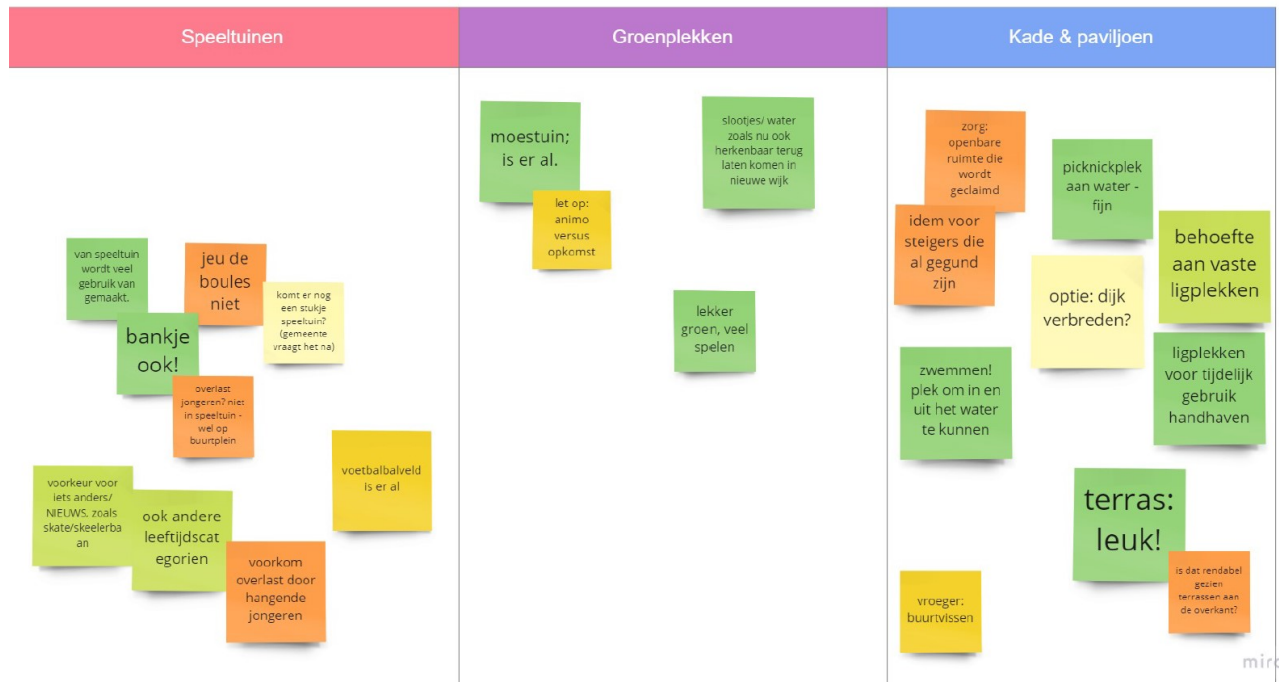 Speeltuinen
Groenplekken
Kade & paviljoen
van speeltuin
wordt veel
gebruik van
gemaakt.
jeu de
boules
niet
komt er nog
een stukje
speeltuin?
(gemeente
vraagt het na)
bankje
ook!
overlast
jongeren? niet
in speeltuin -
wel op
buurtplein
voetbalbalveld
is er al
voorkeur voor
iets anders/
NIEUWS. zoals
skate/skeelerba
an
ook andere
leeftijdscat
egorien
voorkom
overlast door
hangende
jongeren
moestuin;
is er al.
let op:
animo
versus
opkomst
slootjes/ water
zoals nu ook
herkenbaar terug
laten komen in
nieuwe wijk
lekker
groen, veel
spelen
zorg:
openbare
ruimte die
wordt
geclaimd
idem voor
steigers die
al gegund
zijn
picknickplek
aan water -
fijn
behoefte
aan vaste
ligplekken
optie: dijk
verbreden?
zwemmen!
plek om in en
uit het water
te kunnen
ligplekken
voor tijdelijk
gebruik
handhaven
terras:
leuk!
is dat rendabel
gezien
terrassen aan
de overkant?
vroeger:
buurtvissen
miro